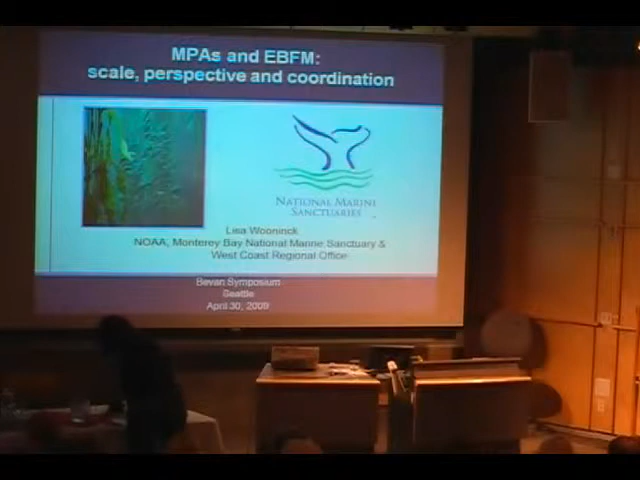 MPAs and EBFM:
scale, perspective and coordination
NATIONAL MARINE
SANCTUARIES
Lisa Wooninck
NOAA, Monterey Bay National Marine Sanctuary &
West Coast Regional Office
Bevan Symposium
Seattle
April 30, 2009